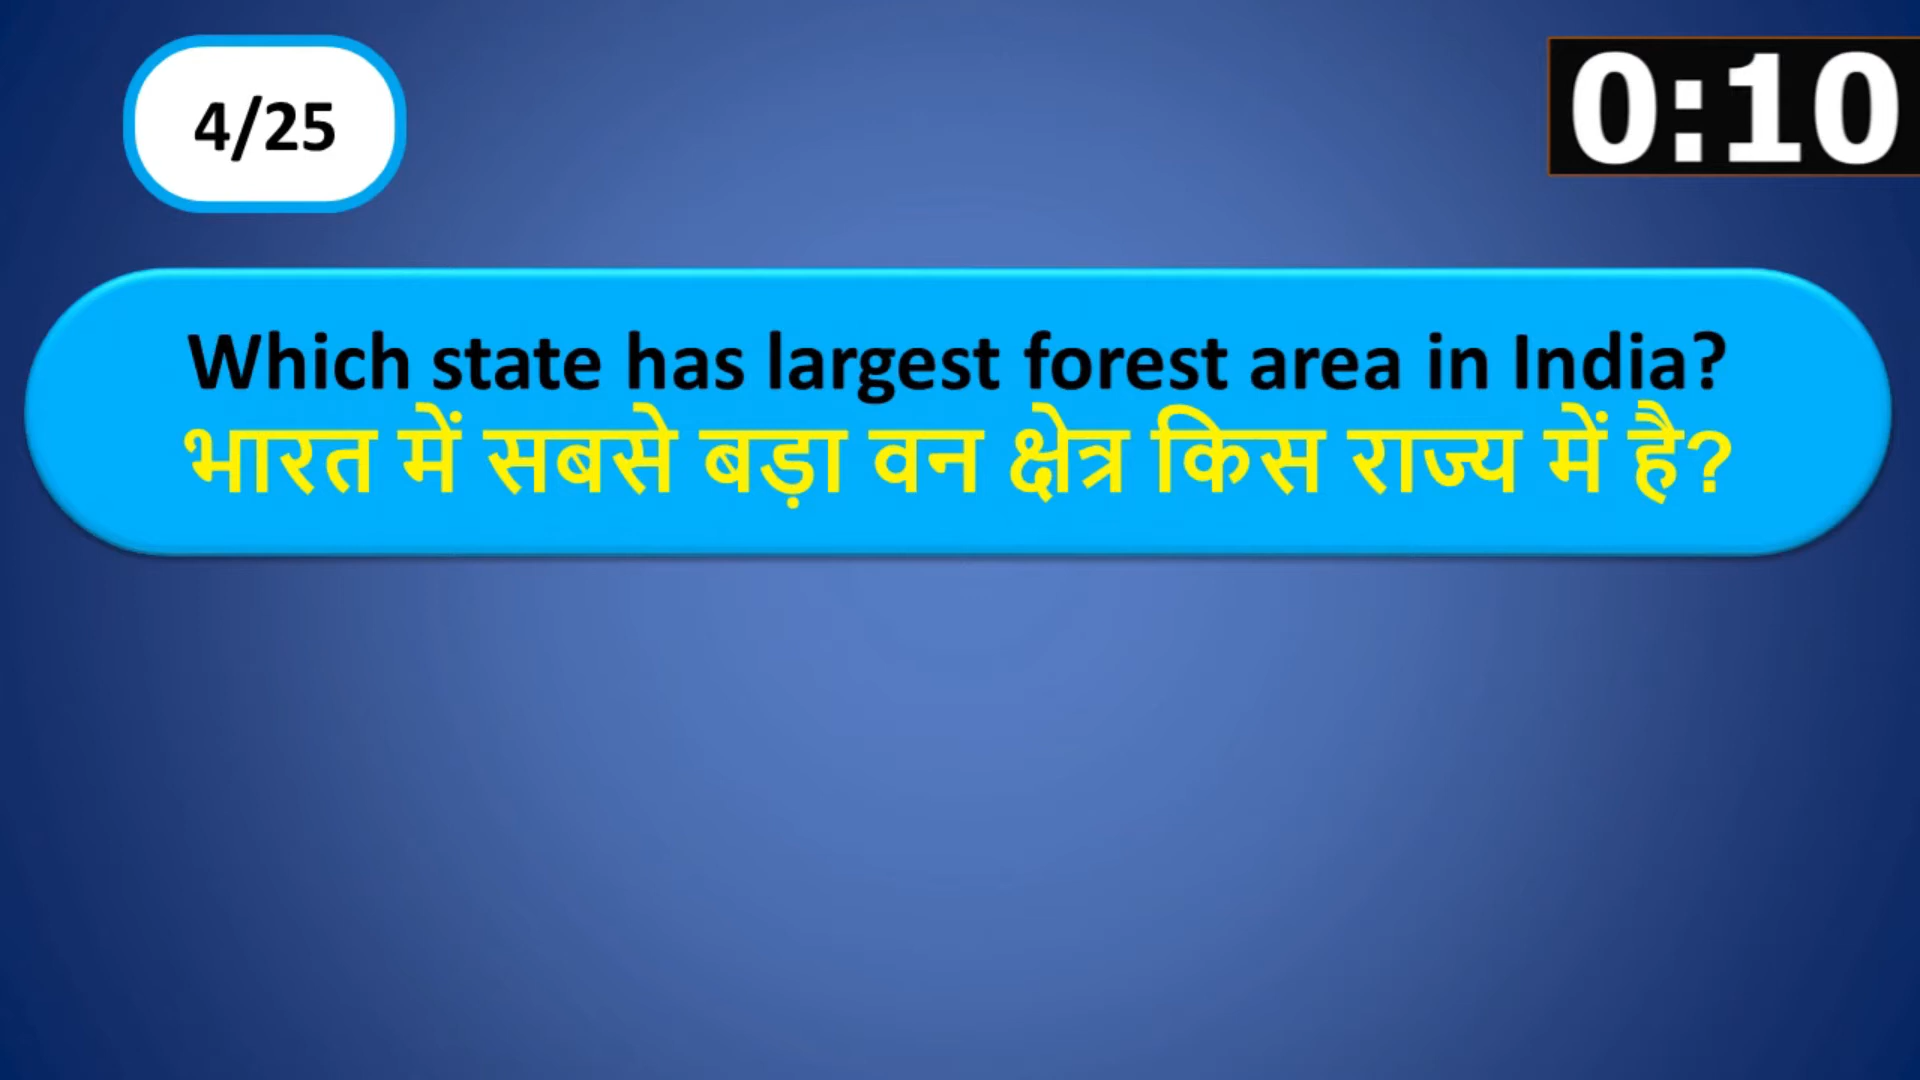 4/25
0:10
Which state has largest forest area in India?
भारत में सबसे बड़ा वन क्षेत्र किस राज्य में है?